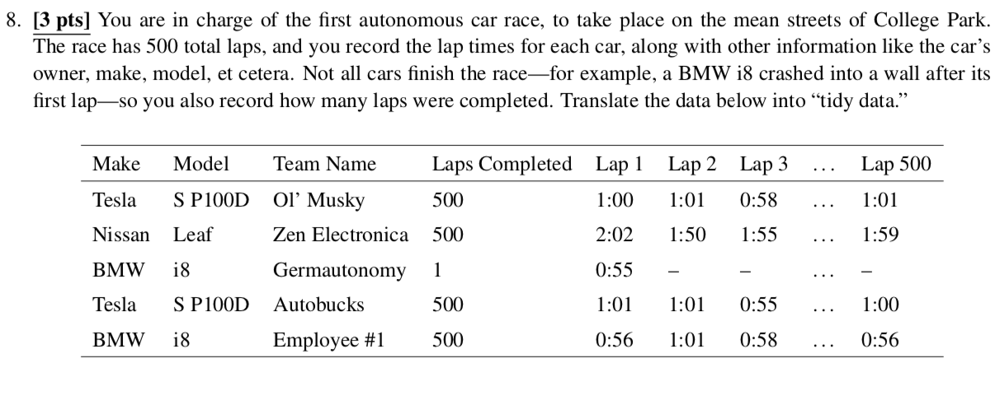 8. [3 pts] You are in charge of the first autonomous car race, to take place on the mean streets of College Park.
The race has 500 total laps, and you record the lap times for each car, along with other information like the car’s
owner, make, model, et cetera. Not all cars finish the race—for example, a BMW i8 crashed into a wall after its
first lap—so you also record how many laps were completed. Translate the data below into “tidy data.”
Make Model Team Name Laps Completed Lap 1 Lap 2 Lap 3 ... Lap 500
Tesla S P100D Ol’ Musky 500 1:00 1:01 0:58 ... 1:01
Nissan Leaf Zen Electronica 500 2:02 1:50 1:55 ... 1:59
BMW i8 Germautonomy 1 0:55 – – ... –
Tesla S P100D Autobucks 500 1:01 1:01 0:55 ... 1:00
BMW i8 Employee #1 500 0:56 1:01 0:58 ... 0:56